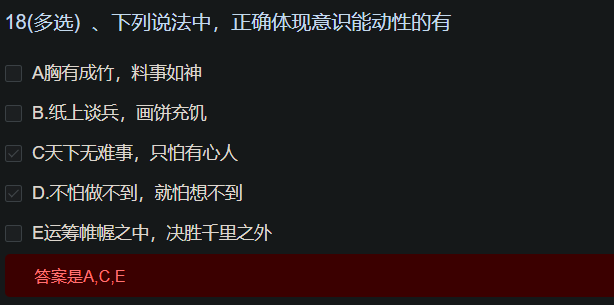 18(多选) 、下列说法中，正确体现意识能动性的有
A胸有成竹，料事如神
B.纸上谈兵，画饼充饥
C天下无难事，只怕有心人
D.不怕做不到，就怕想不到
E运筹帷幄之中，决胜千里之外
答案是A,C,E